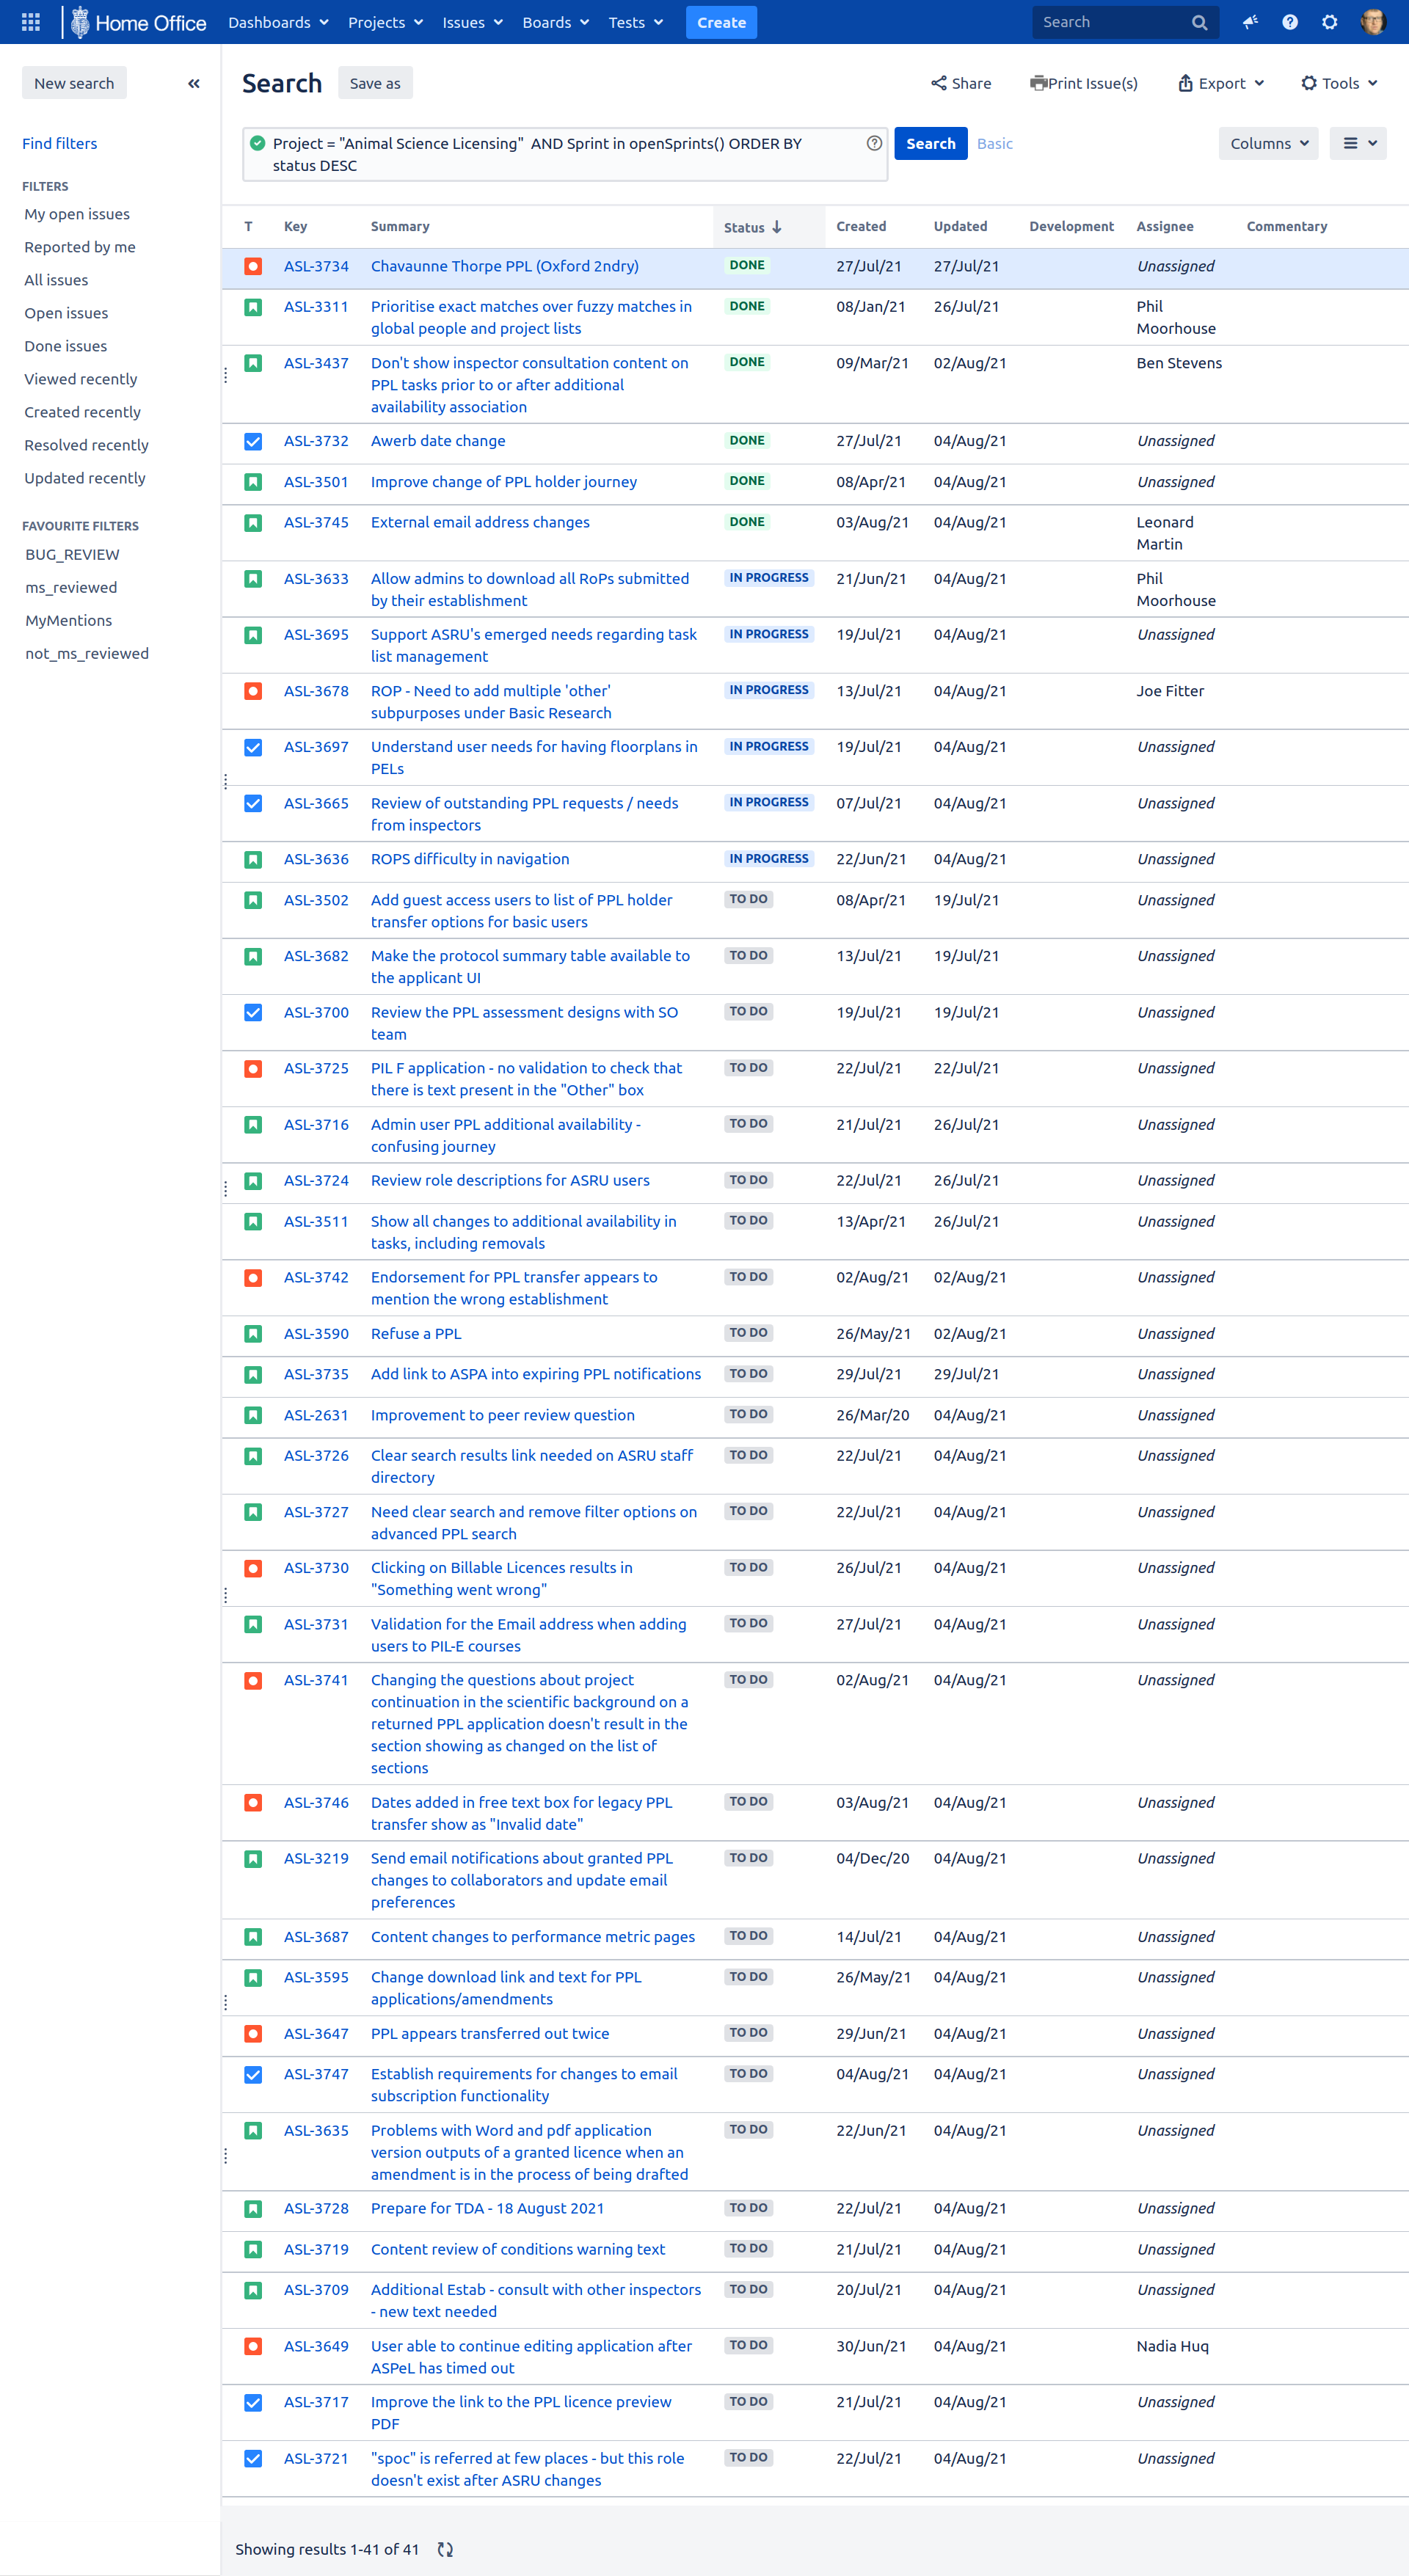 Home Office Dashboards Projects Issues Boards Tests Create Search
New search
Search Save as Share Print Issue(s) Export Tools
Find filters
Project = "Animal Science Licensing" AND Sprint in openSprints() ORDER BY
status DESC
Search Basic Columns
FILTERS
My open issues
Reported by me
All issues
Open issues
Done issues
Viewed recently
Created recently
Resolved recently
Updated recently
FAVOURITE FILTERS
BUG_REVIEW
ms_reviewed
MyMentions
not_ms_reviewed
T Key Summary Status Created Updated Development Assignee Commentary
ASL-3734 Chavaunne Thorpe PPL (Oxford 2ndry) DONE 27/Jul/21 27/Jul/21 Unassigned
ASL-3311 Prioritise exact matches over fuzzy matches in DONE 08/Jan/21 26/Jul/21 Phil
global people and project lists Moorhouse
ASL-3437 Don't show inspector consultation content on DONE 09/Mar/21 02/Aug/21 Ben Stevens
PPL tasks prior to or after additional
availability association
ASL-3732 Awerb date change DONE 27/Jul/21 04/Aug/21 Unassigned
ASL-3501 Improve change of PPL holder journey DONE 08/Apr/21 04/Aug/21 Unassigned
ASL-3745 External email address changes DONE 03/Aug/21 04/Aug/21 Leonard
Martin
ASL-3633 Allow admins to download all RoPs submitted IN PROGRESS 21/Jun/21 04/Aug/21 Phil
by their establishment Moorhouse
ASL-3695 Support ASRU's emerged needs regarding task IN PROGRESS 19/Jul/21 04/Aug/21 Unassigned
list management
ASL-3678 ROP - Need to add multiple 'other' IN PROGRESS 13/Jul/21 04/Aug/21 Joe Fitter
subpurposes under Basic Research
ASL-3697 Understand user needs for having floorplans in IN PROGRESS 19/Jul/21 04/Aug/21 Unassigned
PELs
ASL-3665 Review of outstanding PPL requests / needs IN PROGRESS 07/Jul/21 04/Aug/21 Unassigned
from inspectors
ASL-3636 ROPS difficulty in navigation IN PROGRESS 22/Jun/21 04/Aug/21 Unassigned
ASL-3502 Add guest access users to list of PPL holder TO DO 08/Apr/21 19/Jul/21 Unassigned
transfer options for basic users
ASL-3682 Make the protocol summary table available to TO DO 13/Jul/21 19/Jul/21 Unassigned
the applicant UI
ASL-3700 Review the PPL assessment designs with SO TO DO 19/Jul/21 19/Jul/21 Unassigned
team
ASL-3725 PIL F application - no validation to check that TO DO 22/Jul/21 22/Jul/21 Unassigned
there is text present in the "Other" box
ASL-3716 Admin user PPL additional availability - TO DO 21/Jul/21 26/Jul/21 Unassigned
confusing journey
ASL-3724 Review role descriptions for ASRU users TO DO 22/Jul/21 26/Jul/21 Unassigned
ASL-3511 Show all changes to additional availability in TO DO 13/Apr/21 26/Jul/21 Unassigned
tasks, including removals
ASL-3742 Endorsement for PPL transfer appears to TO DO 02/Aug/21 02/Aug/21 Unassigned
mention the wrong establishment
ASL-3590 Refuse a PPL TO DO 26/May/21 02/Aug/21 Unassigned
ASL-3735 Add link to ASPA into expiring PPL notifications TO DO 29/Jul/21 29/Jul/21 Unassigned
ASL-2631 Improvement to peer review question TO DO 26/Mar/20 04/Aug/21 Unassigned
ASL-3726 Clear search results link needed on ASRU staff TO DO 22/Jul/21 04/Aug/21 Unassigned
directory
ASL-3727 Need clear search and remove filter options on TO DO 22/Jul/21 04/Aug/21 Unassigned
advanced PPL search
ASL-3730 Clicking on Billable Licences results in TO DO 26/Jul/21 04/Aug/21 Unassigned
"Something went wrong"
ASL-3731 Validation for the Email address when adding TO DO 27/Jul/21 04/Aug/21 Unassigned
users to PIL-E courses
ASL-3741 Changing the questions about project TO DO 02/Aug/21 04/Aug/21 Unassigned
continuation in the scientific background on a
returned PPL application doesn't result in the
section showing as changed on the list of
sections
ASL-3746 Dates added in free text box for legacy PPL TO DO 03/Aug/21 04/Aug/21 Unassigned
transfer show as "Invalid date"
ASL-3219 Send email notifications about granted PPL TO DO 04/Dec/20 04/Aug/21 Unassigned
changes to collaborators and update email
preferences
ASL-3687 Content changes to performance metric pages TO DO 14/Jul/21 04/Aug/21 Unassigned
ASL-3595 Change download link and text for PPL TO DO 26/May/21 04/Aug/21 Unassigned
applications/amendments
ASL-3647 PPL appears transferred out twice TO DO 29/Jun/21 04/Aug/21 Unassigned
ASL-3747 Establish requirements for changes to email TO DO 04/Aug/21 04/Aug/21 Unassigned
subscription functionality
ASL-3635 Problems with Word and pdf application TO DO 22/Jun/21 04/Aug/21 Unassigned
version outputs of a granted licence when an
amendment is in the process of being drafted
ASL-3728 Prepare for TDA - 18 August 2021 TO DO 22/Jul/21 04/Aug/21 Unassigned
ASL-3719 Content review of conditions warning text TO DO 21/Jul/21 04/Aug/21 Unassigned
ASL-3709 Additional Estab - consult with other inspectors TO DO 20/Jul/21 04/Aug/21 Unassigned
- new text needed
ASL-3649 User able to continue editing application after TO DO 30/Jun/21 04/Aug/21 Nadia Huq
ASPeL has timed out
ASL-3717 Improve the link to the PPL licence preview TO DO 21/Jul/21 04/Aug/21 Unassigned
PDF
ASL-3721 "spoc" is referred at few places - but this role TO DO 22/Jul/21 04/Aug/21 Unassigned
doesn't exist after ASRU changes
Showing results 1-41 of 41